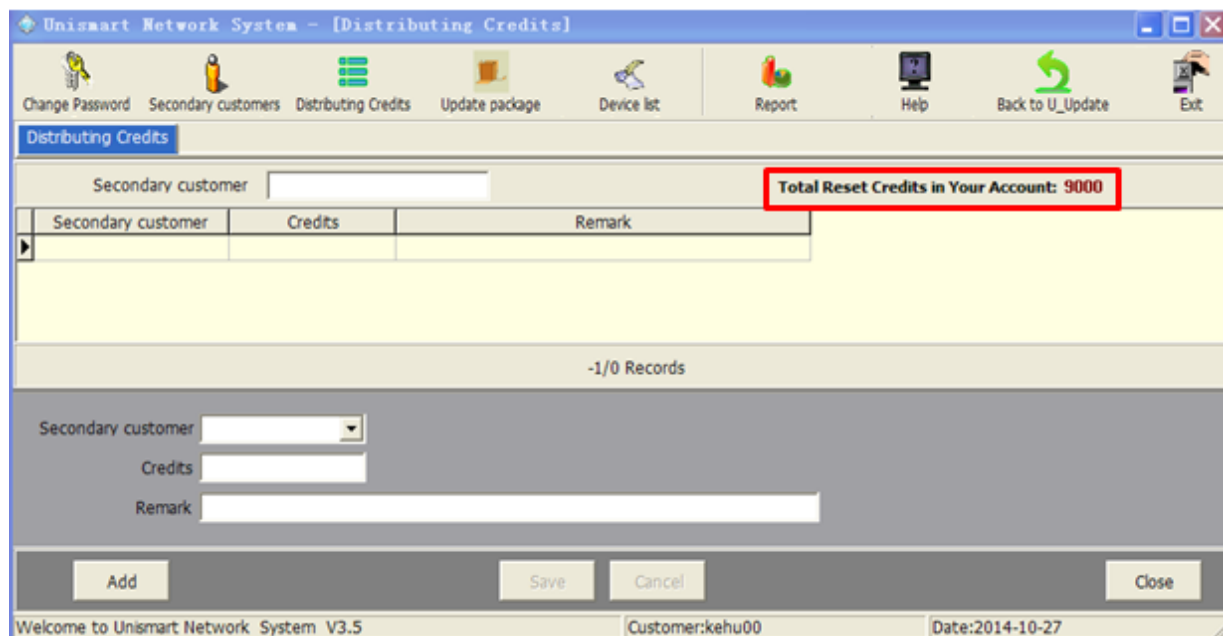 Unismart Network System - [Distributing Credits]
Change Password Secondary customers Distributing Credits Update package Device list Report Help Back to U_Update Exit
Distributing Credits
Secondary customer Total Reset Credits in Your Account: 9000
Secondary customer Credits Remark
-1/0 Records
Secondary customer
Credits
Remark
Add Save Cancel Close
Welcome to Unismart Network System V3.5 Customer:kehu00 Date:2014-10-27